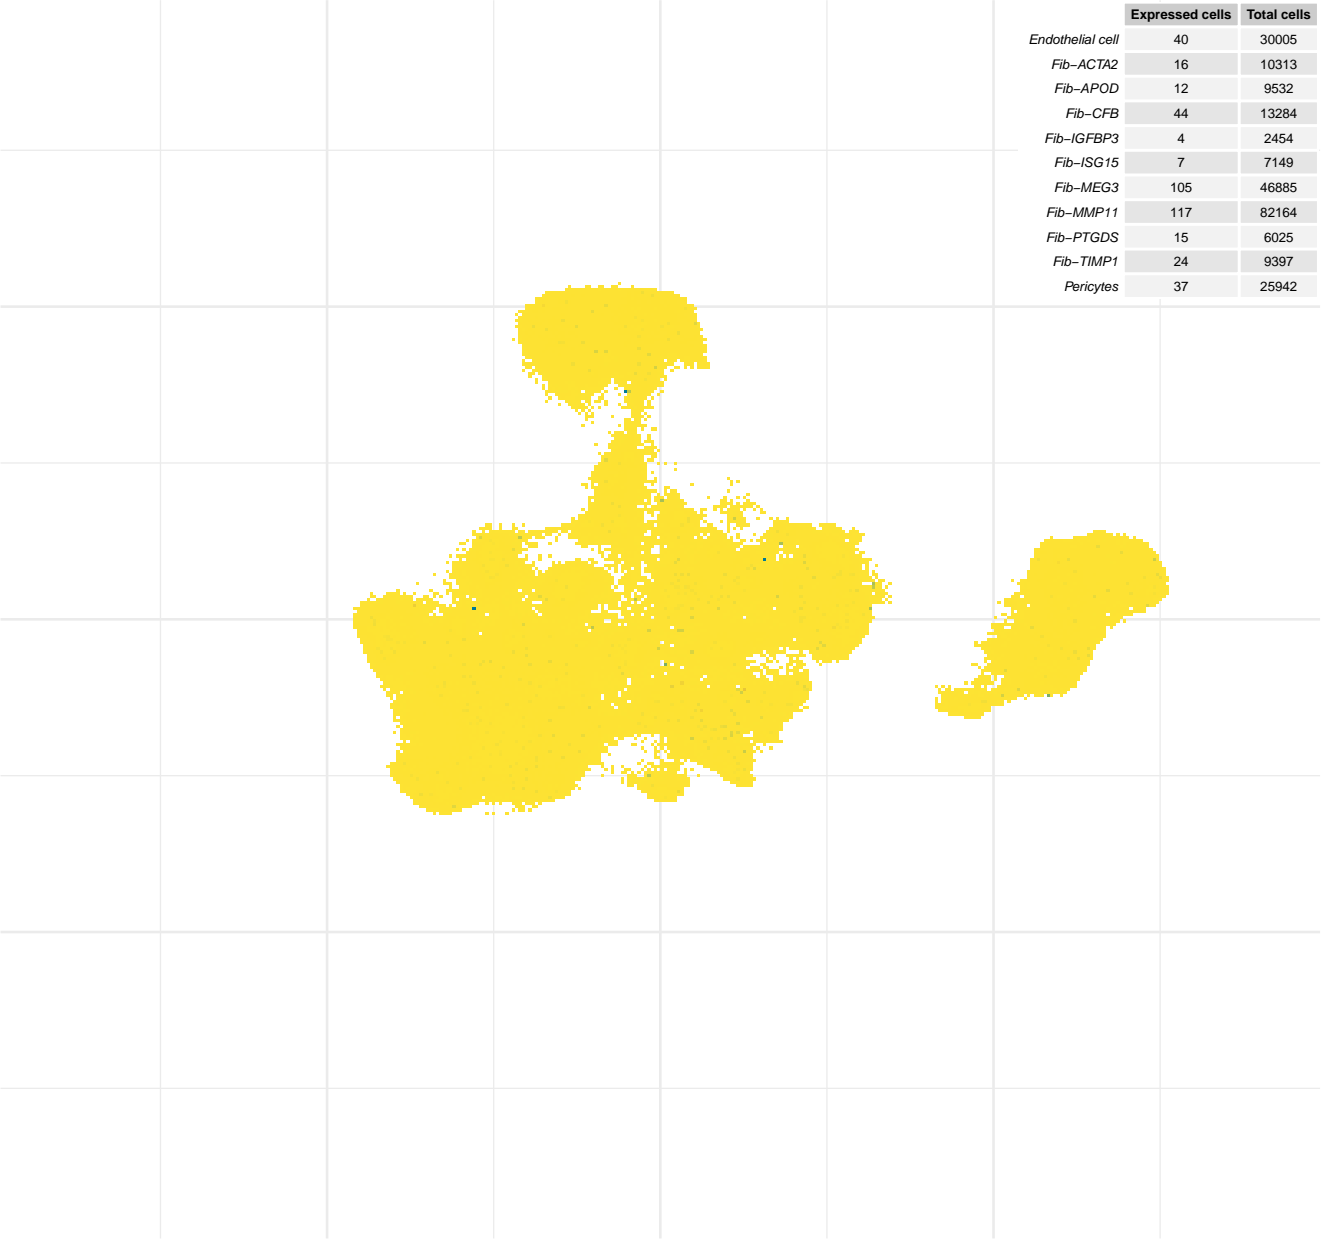 Expressed cells Total cells
Endothelial cell 40 30005
Fib−ACTA2 16 10313
Fib−APOD 12 9532
Fib−CFB 44 13284
Fib−IGFBP3 4 2454
Fib−ISG15 7 7149
Fib−MEG3 105 46885
Fib−MMP11 117 82164
Fib−PTGDS 15 6025
Fib−TIMP1 24 9397
Pericytes 37 25942